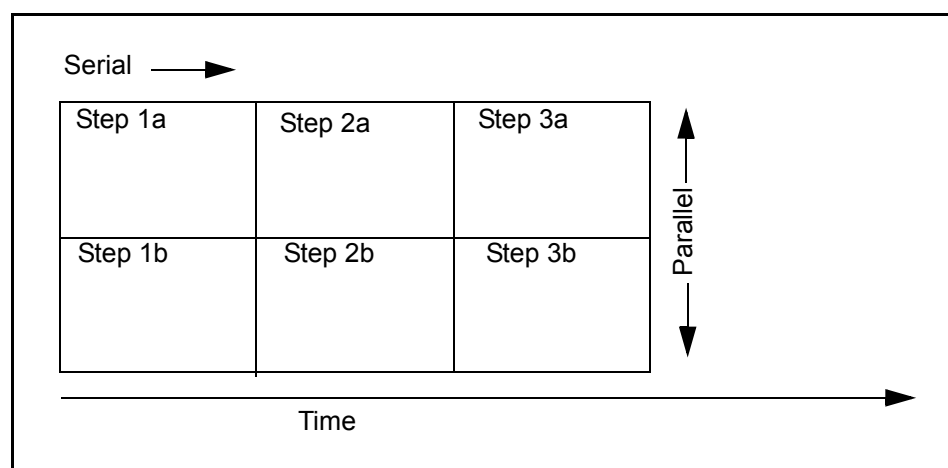 Serial
Step 1a
Step 2a
Step 3a
Parallel
Step 1b
Step 2b
Step 3b
Time